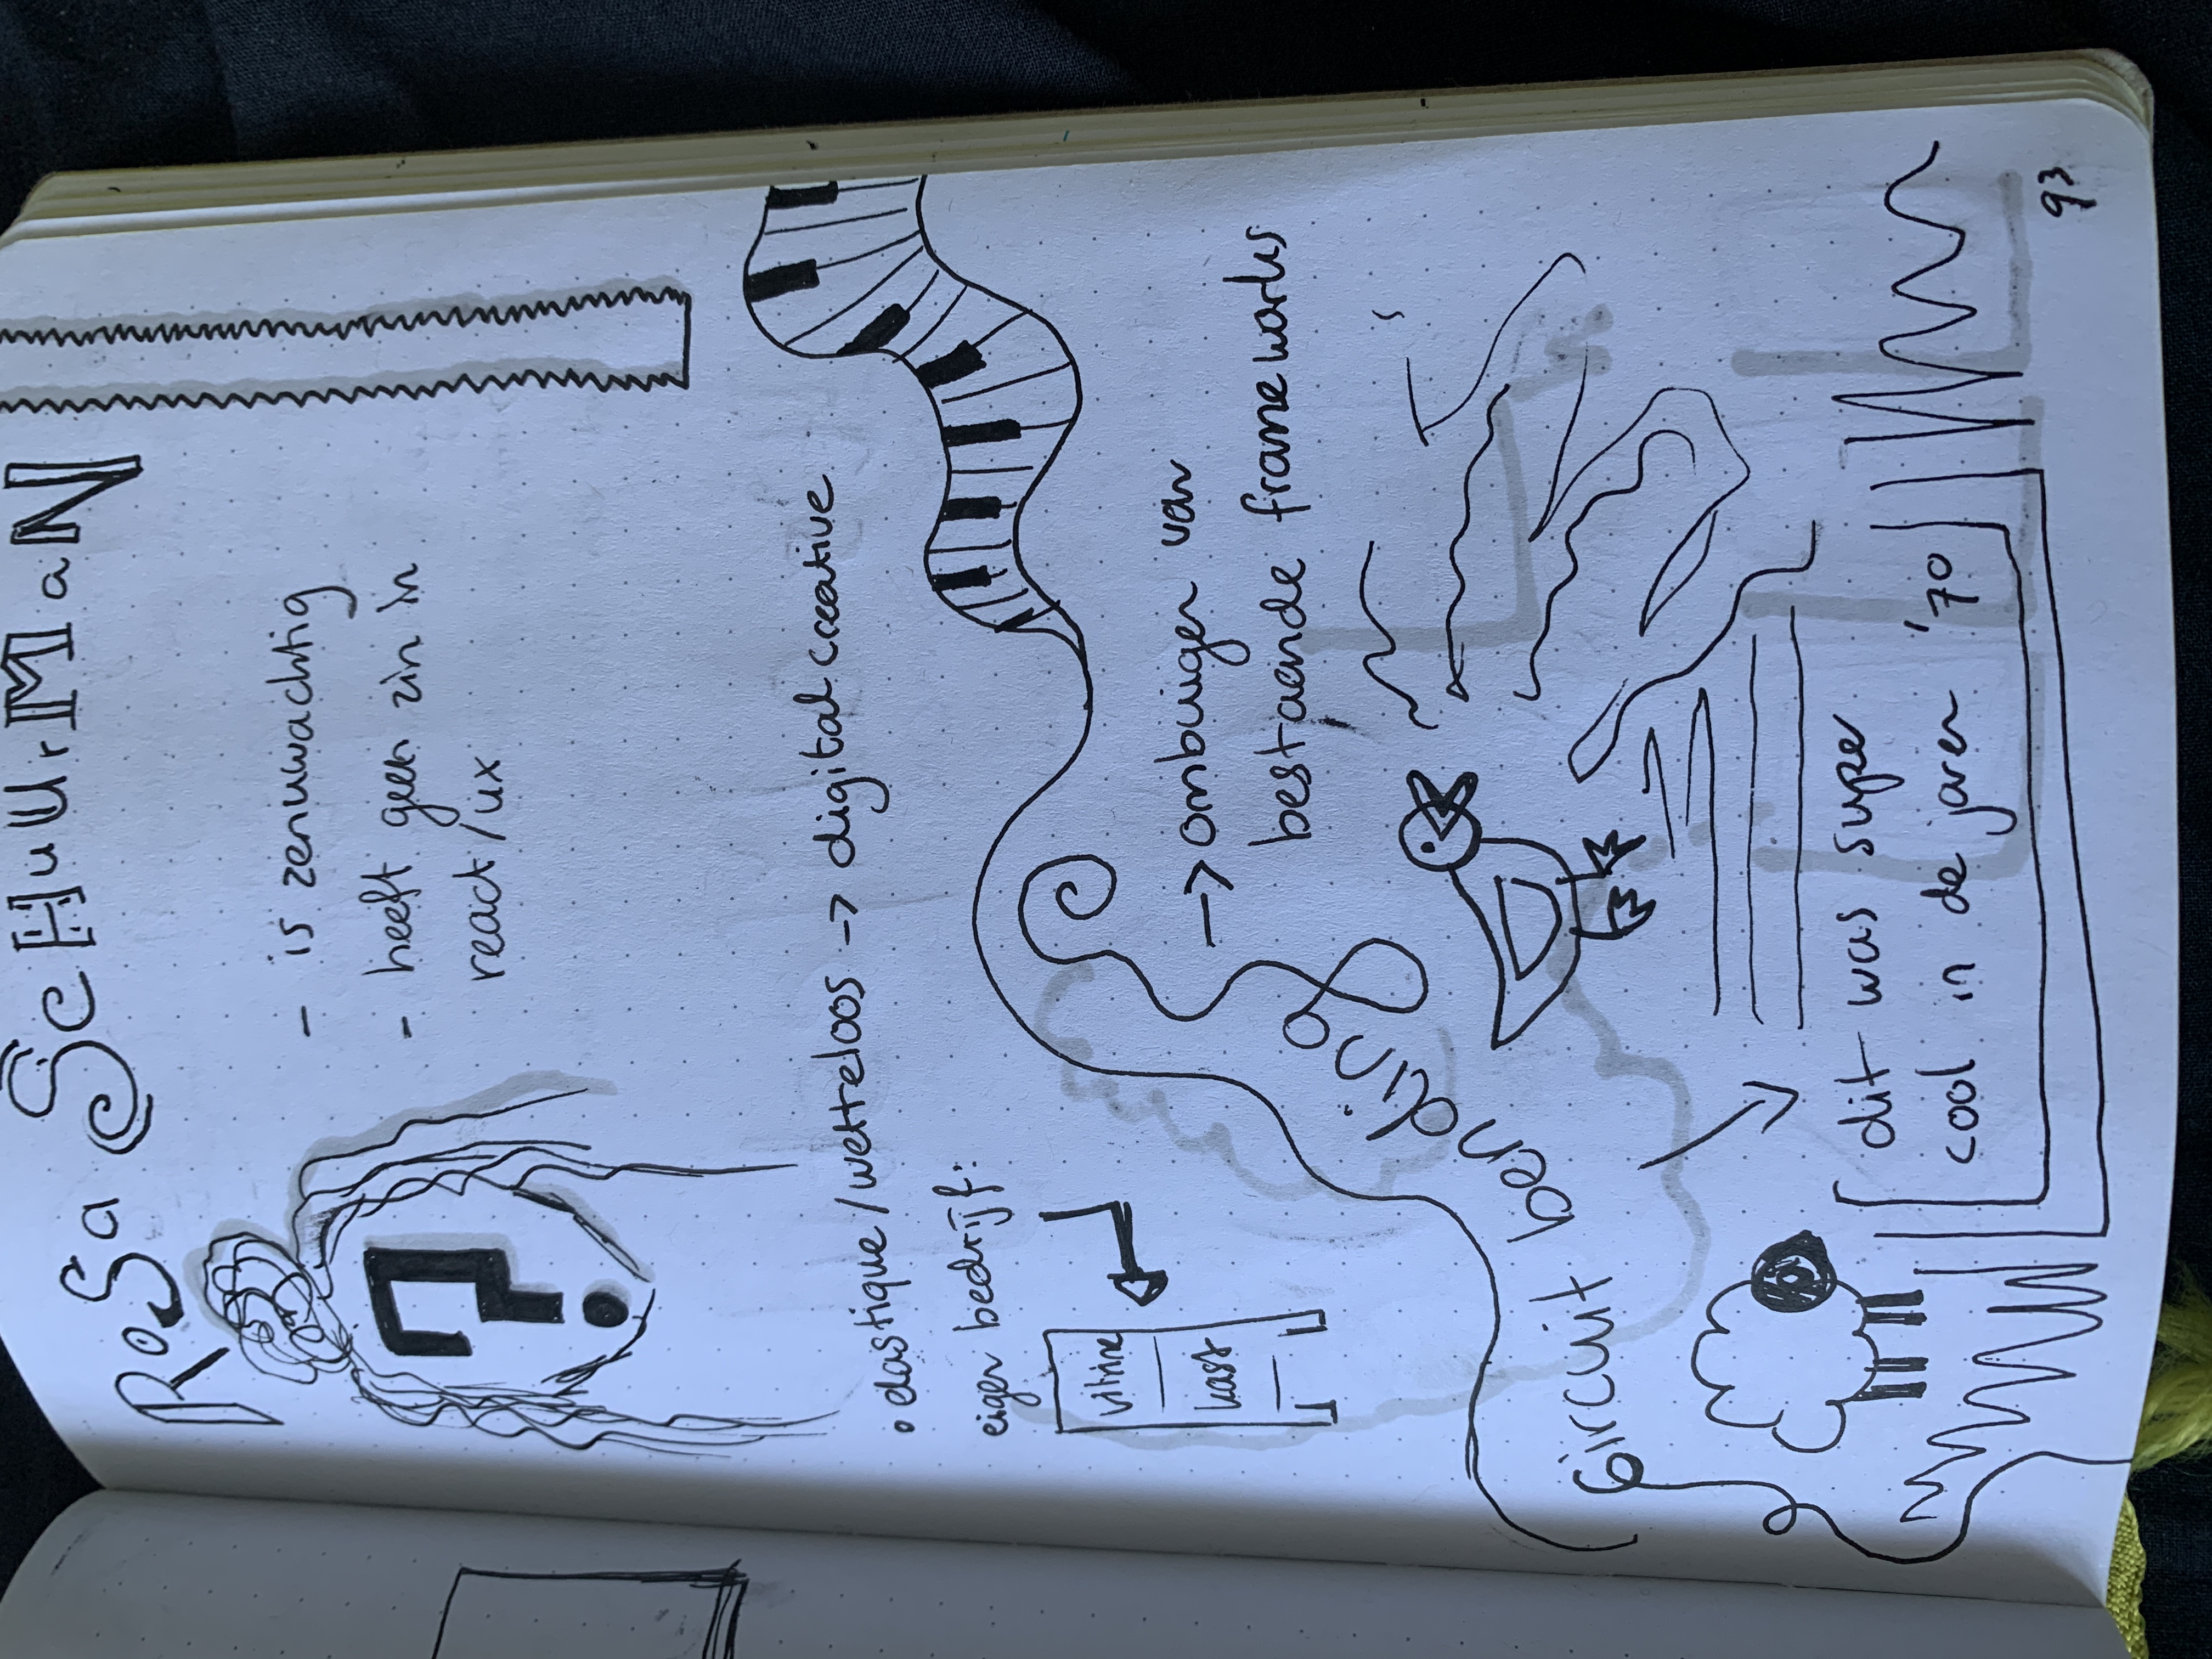 RoSa ScHuUrMaN
- is zenuwachtig
- heeft geen zin in
react/ux
• elastique/wetteloos -> digital creative
eigen bedrijf:
vitrine
kast
-> ombuigen van
bestaande frameworks
Circuit bending
dit was super
cool in de jaren '70
93